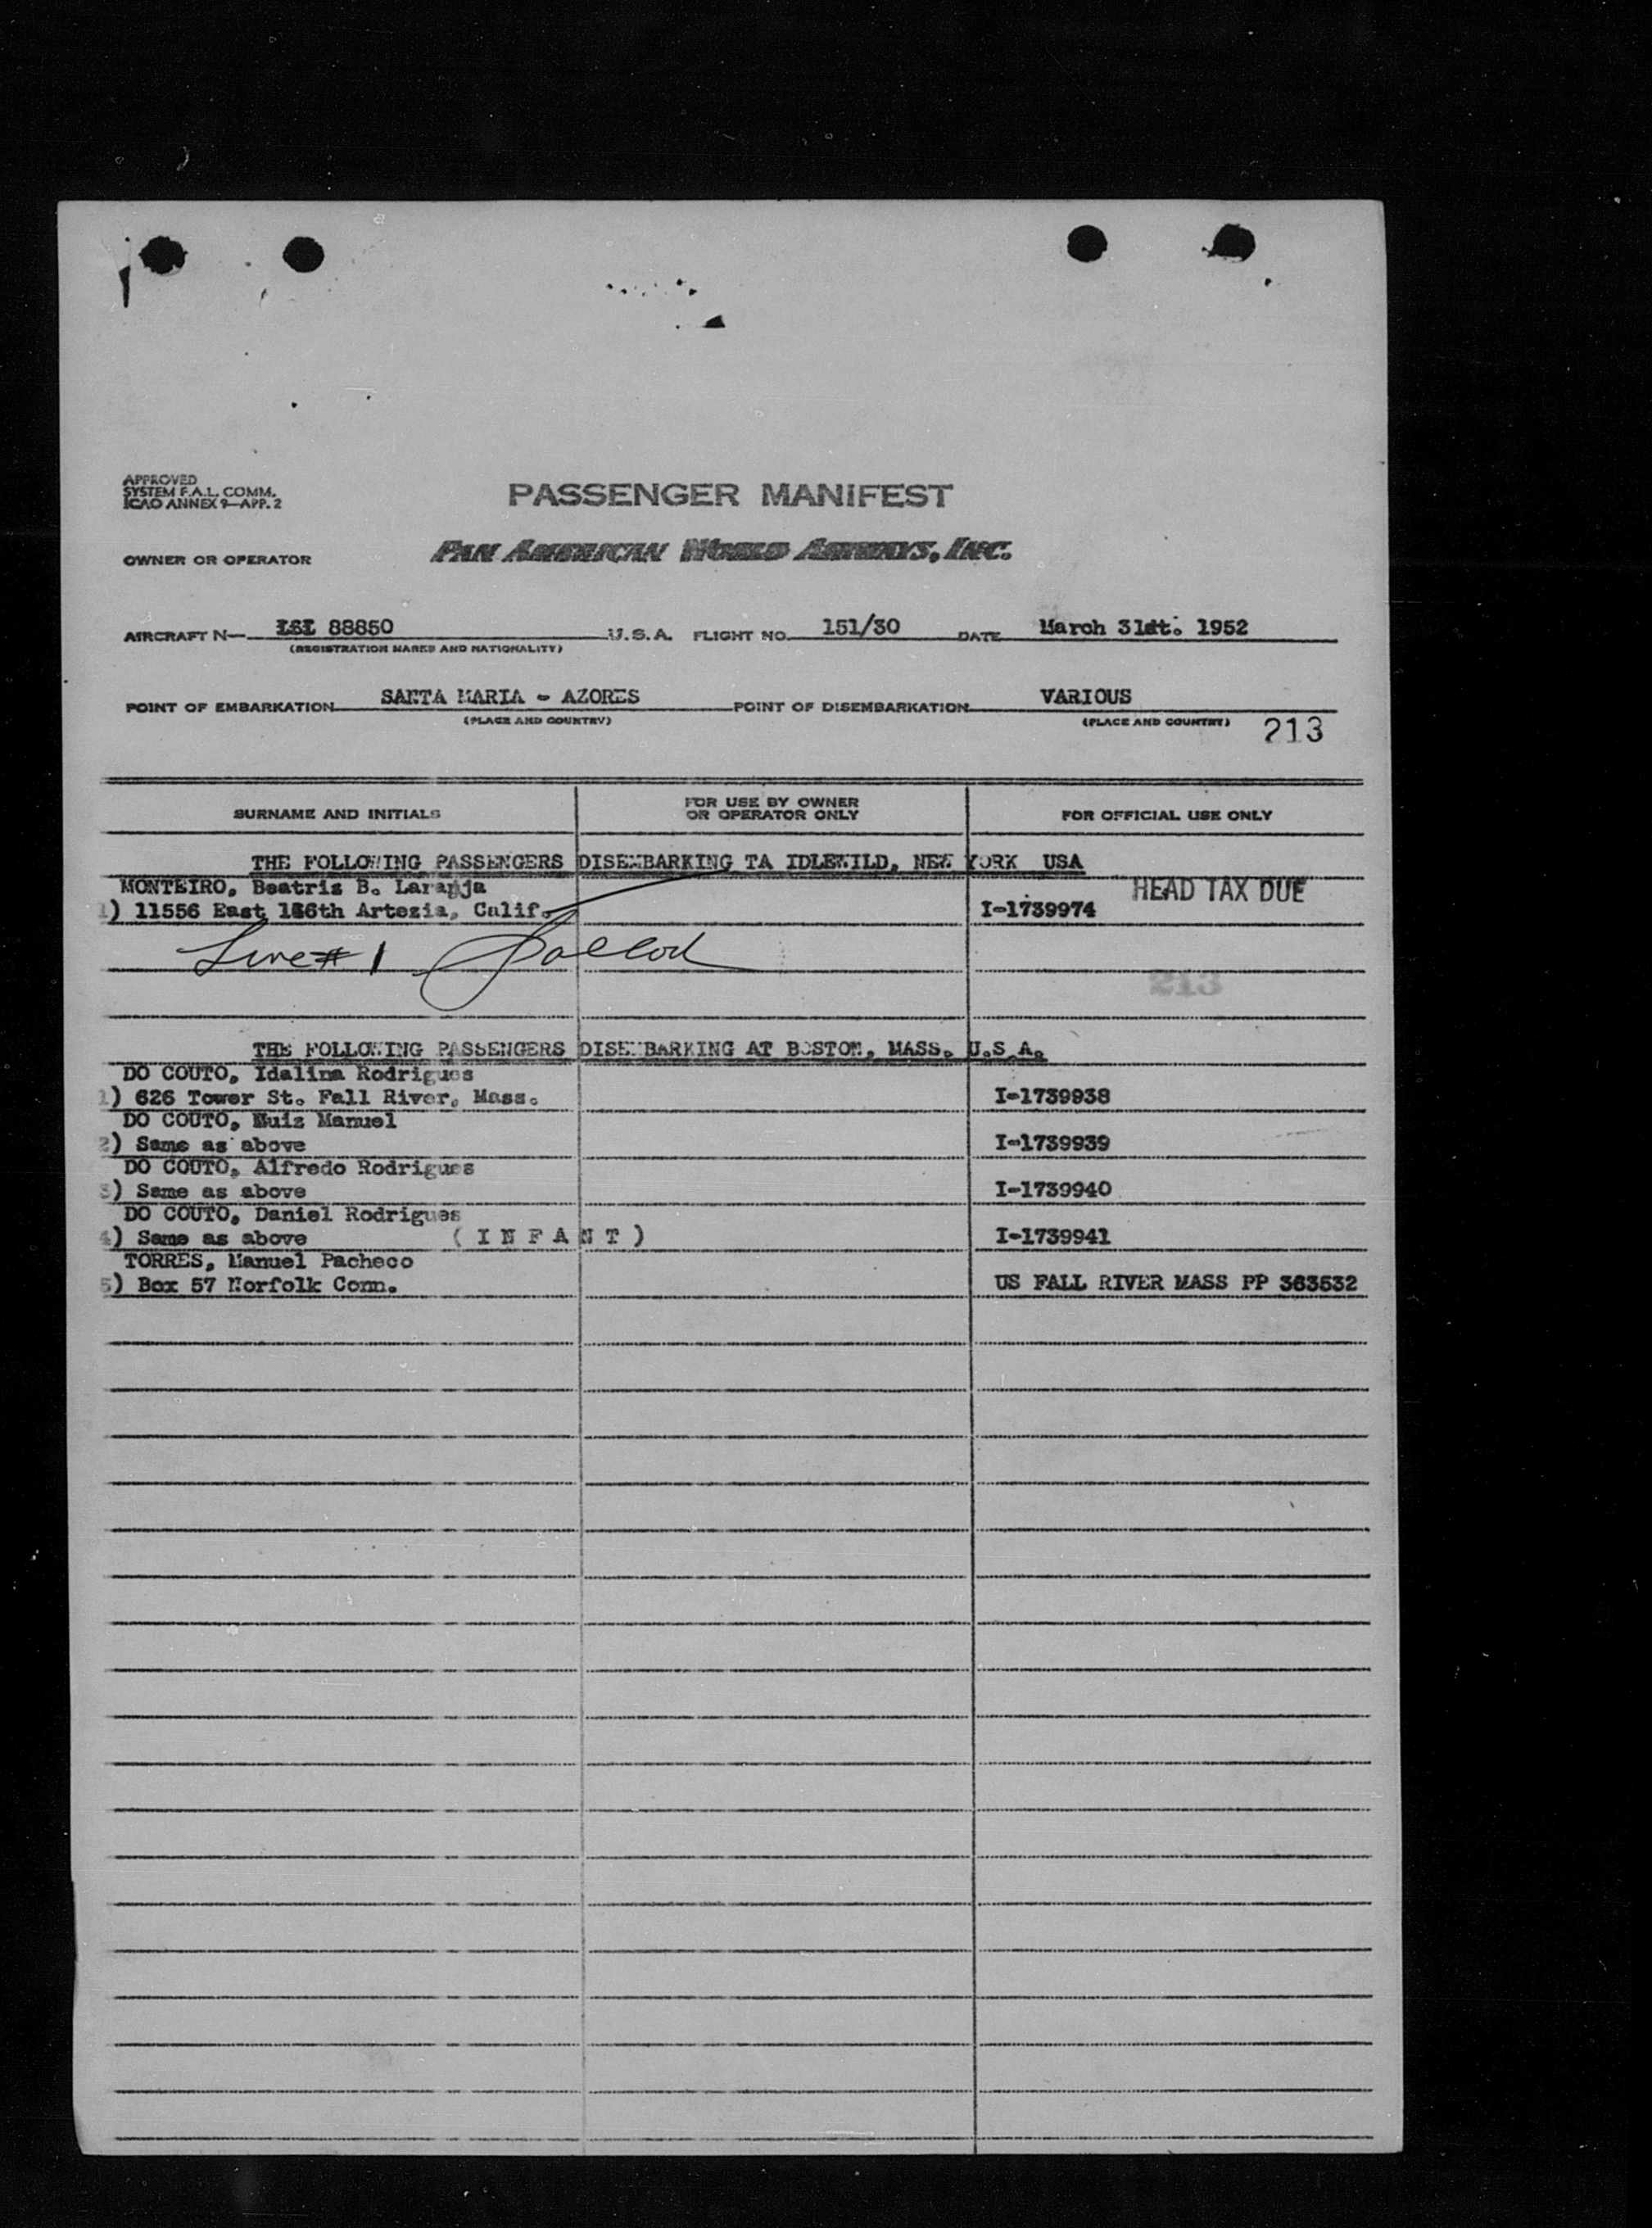 APPROVED
SYSTEM F.A.L. COMM.
ICAO ANNEX 9—APP. 2
PASSENGER MANIFEST
OWNER OR OPERATOR PAN AMERICAN WORLD AIRWAYS, INC.
AIRCRAFT N— 88850 U.S.A. FLIGHT NO. 151/30 DATE March 31st. 1952
(REGISTRATION MARKS AND NATIONALITY)
POINT OF EMBARKATION SANTA MARIA - AZORES POINT OF DISEMBARKATION VARIOUS
(PLACE AND COUNTRY) (PLACE AND COUNTRY) 213
SURNAME AND INITIALS FOR USE BY OWNER OR OPERATOR ONLY FOR OFFICIAL USE ONLY
THE FOLLOWING PASSENGERS DISEMBARKING TA IDLEWILD, NEW YORK USA
MONTEIRO, Beatris B. Laranja HEAD TAX DUE
1) 11556 East 186th Artezia, Calif. I-1739974
Line # 1
213
THE FOLLOWING PASSENGERS DISEMBARKING AT BOSTON, MASS. U.S.A.
DO COUTO, Idalina Rodrigues
1) 626 Tower St. Fall River, Mass. I-1739938
DO COUTO, Luiz Manuel
2) Same as above I-1739939
DO COUTO, Alfredo Rodrigues
3) Same as above I-1739940
DO COUTO, Daniel Rodrigues
4) Same as above ( I N F A N T ) I-1739941
TORRES, Manuel Pacheco
5) Box 57 Norfolk Conn. US FALL RIVER MASS PP 363532